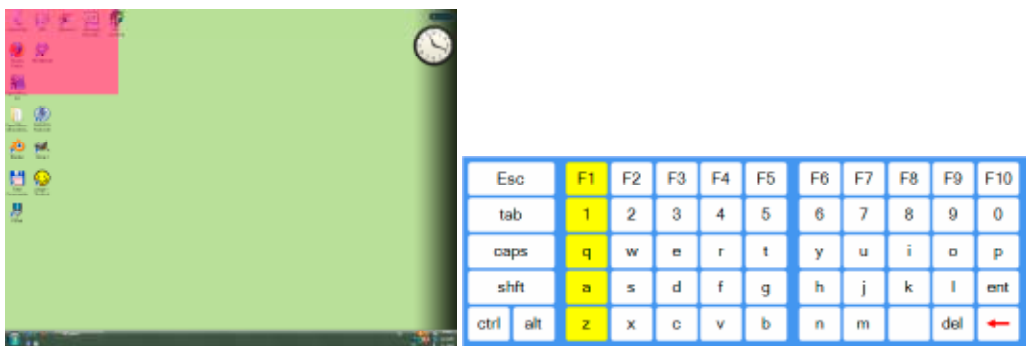 Esc F1 F2 F3 F4 F5 F6 F7 F8 F9 F10
tab 1 2 3 4 5 6 7 8 9 0
caps q w e r t y u i o p
shft a s d f g h j k l ent
ctrl alt z x c v b n m del